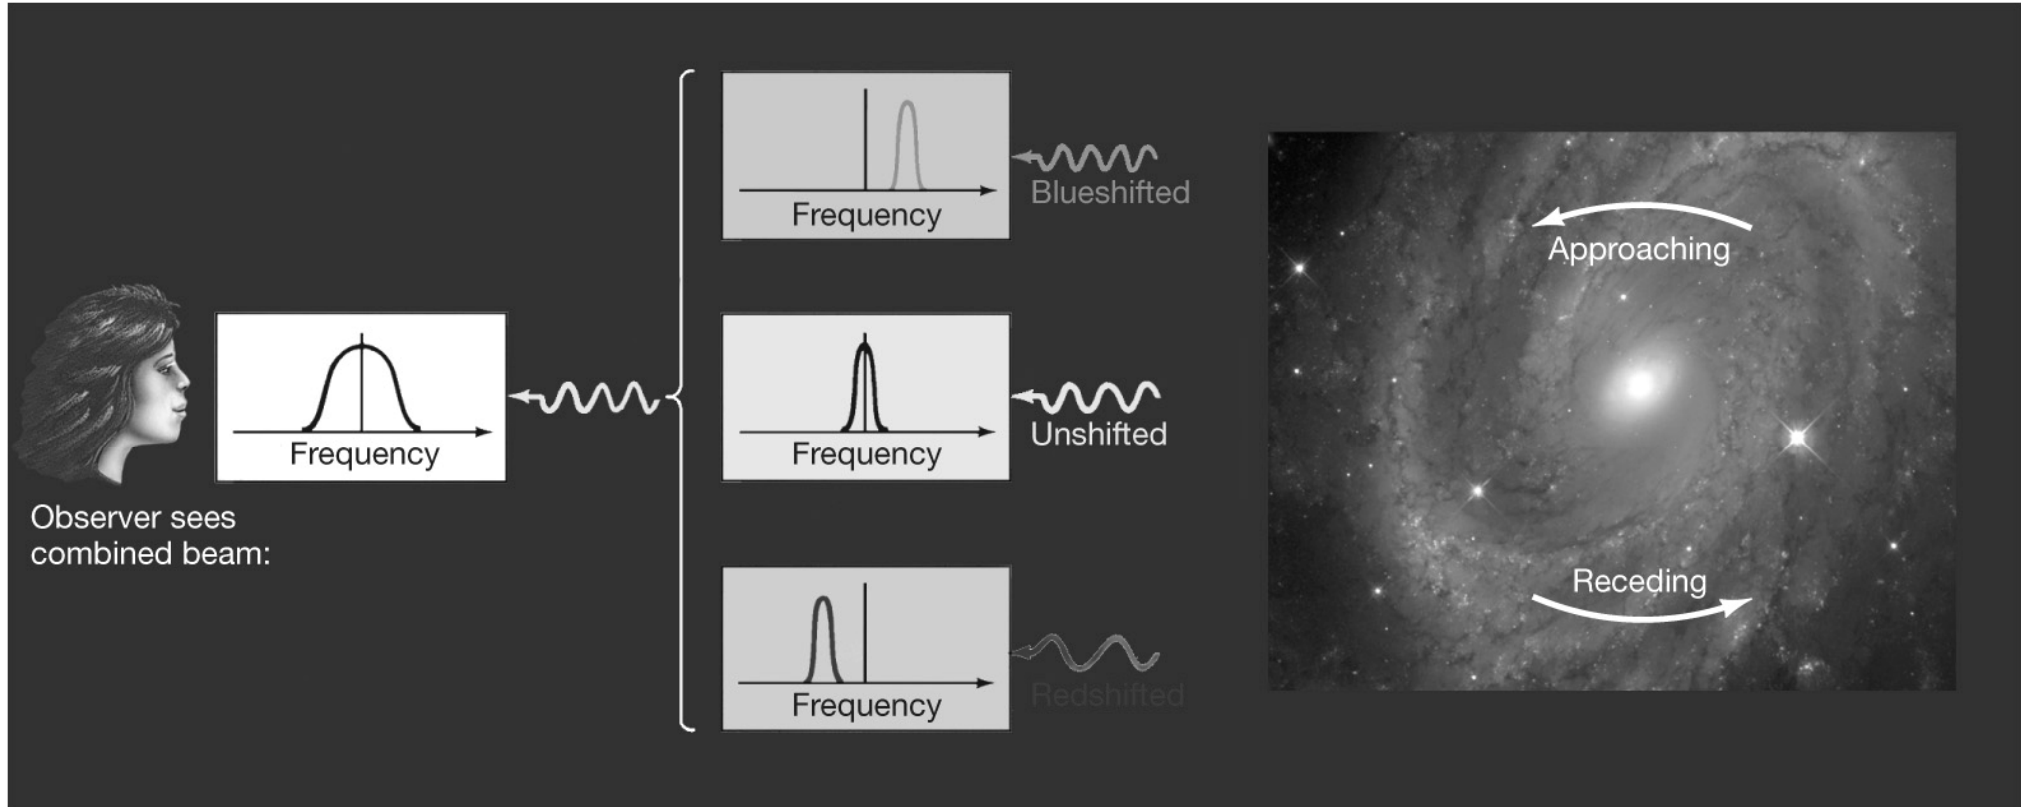 Frequency
Blueshifted
Approaching
Frequency
Frequency
Unshifted
Observer sees
combined beam:
Receding
Frequency
Redshifted